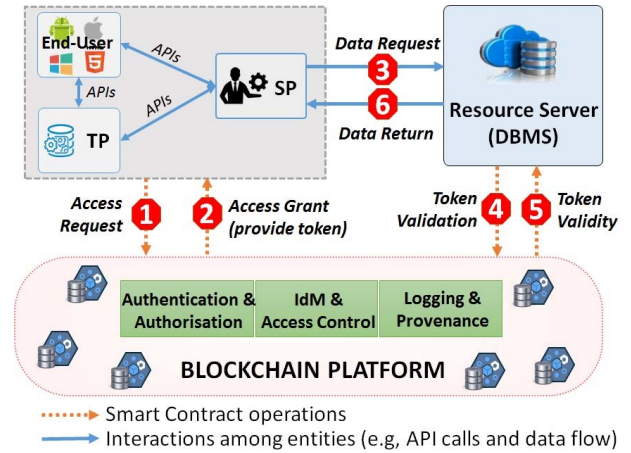 End-User
APIs
APIs
APIs
TP
SP
Data Request
3
6
Data Return
Resource Server
(DBMS)
Access
Request
1
2
Access Grant
(provide token)
Token
Validation
4
5
Token
Validity
Authentication &
Authorisation
IdM &
Access Control
Logging &
Provenance
BLOCKCHAIN PLATFORM
Smart Contract operations
Interactions among entities (e.g, API calls and data flow)